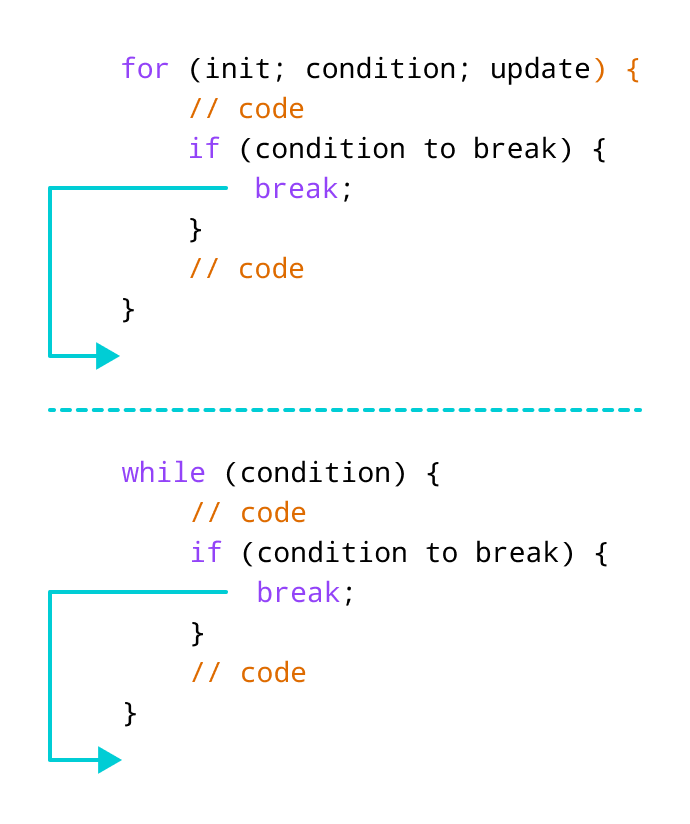 for (init; condition; update) {
// code
if (condition to break) {
break;
}
// code
}
while (condition) {
// code
if (condition to break) {
break;
}
// code
}